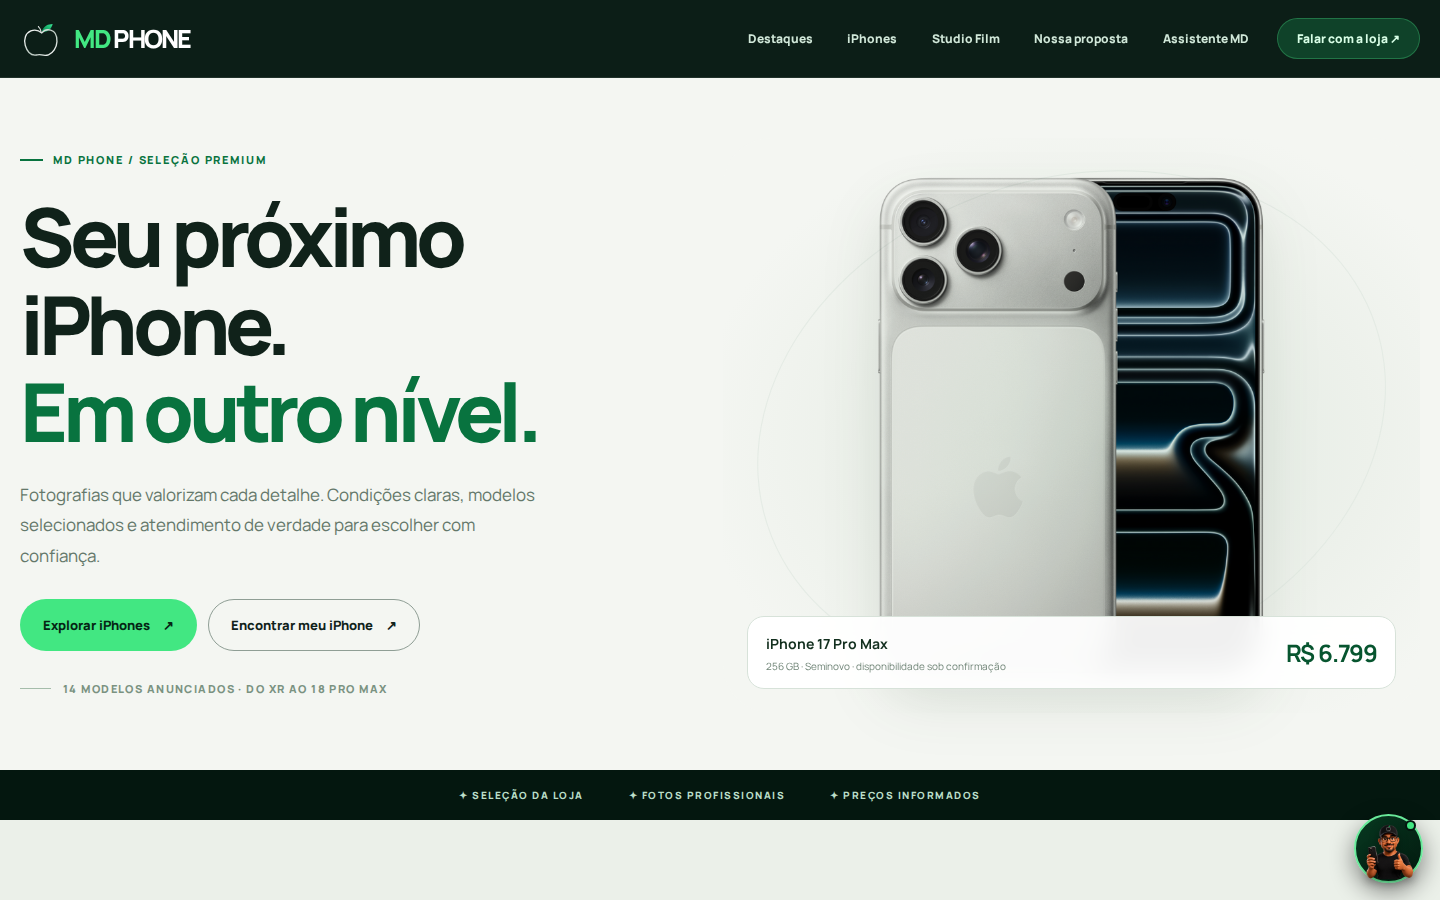 MD PHONE
Destaques
iPhones
Studio Film
Nossa proposta
Assistente MD
Falar com a loja ↗
MD PHONE / SELEÇÃO PREMIUM
Seu próximo
iPhone.
Em outro nível.
Fotografias que valorizam cada detalhe. Condições claras, modelos
selecionados e atendimento de verdade para escolher com
confiança.
Explorar iPhones ↗
Encontrar meu iPhone ↗
14 MODELOS ANUNCIADOS · DO XR AO 18 PRO MAX
iPhone 17 Pro Max
256 GB · Seminovo · disponibilidade sob confirmação
R$ 6.799
✦ SELEÇÃO DA LOJA
✦ FOTOS PROFISSIONAIS
✦ PREÇOS INFORMADOS